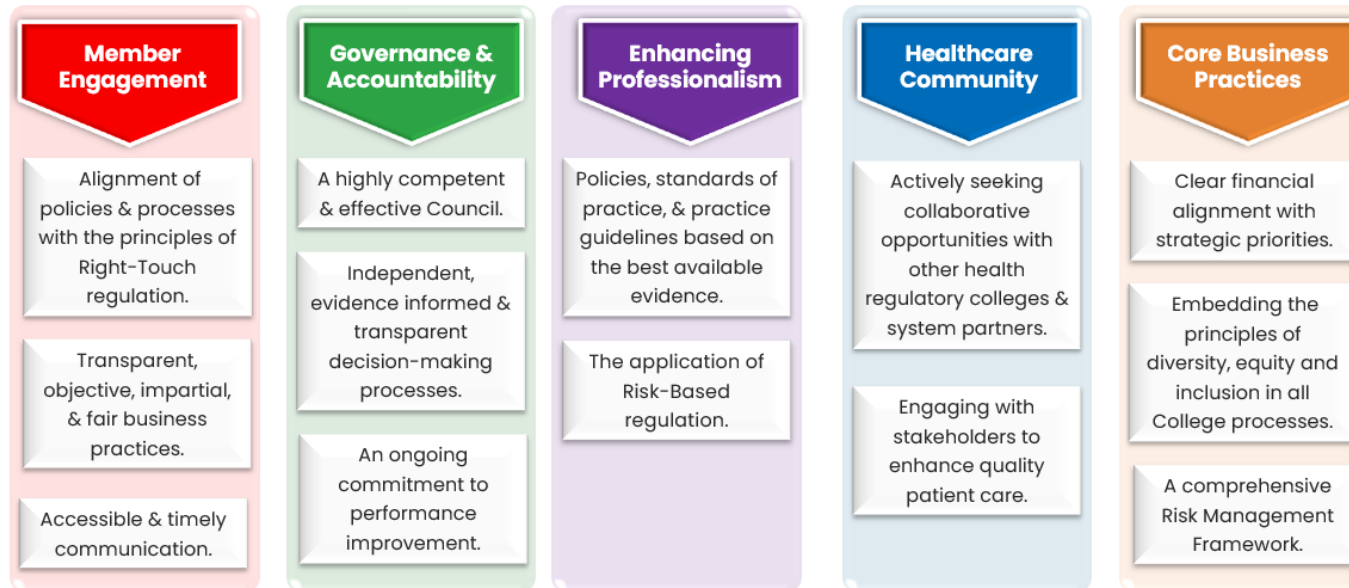 Member
Engagement
Alignment of
policies & processes
with the principles of
Right-Touch
regulation.
Transparent,
objective, impartial,
& fair business
practices.
Accessible & timely
communication.
Governance &
Accountability
A highly competent
& effective Council.
Independent,
evidence informed &
transparent
decision-making
processes.
An ongoing
commitment to
performance
improvement.
Enhancing
Professionalism
Policies, standards of
practice, & practice
guidelines based on
the best available
evidence.
The application of
Risk-Based
regulation.
Healthcare
Community
Actively seeking
collaborative
opportunities with
other health
regulatory colleges &
system partners.
Engaging with
stakeholders to
enhance quality
patient care.
Core Business
Practices
Clear financial
alignment with
strategic priorities.
Embedding the
principles of
diversity, equity and
inclusion in all
College processes.
A comprehensive
Risk Management
Framework.